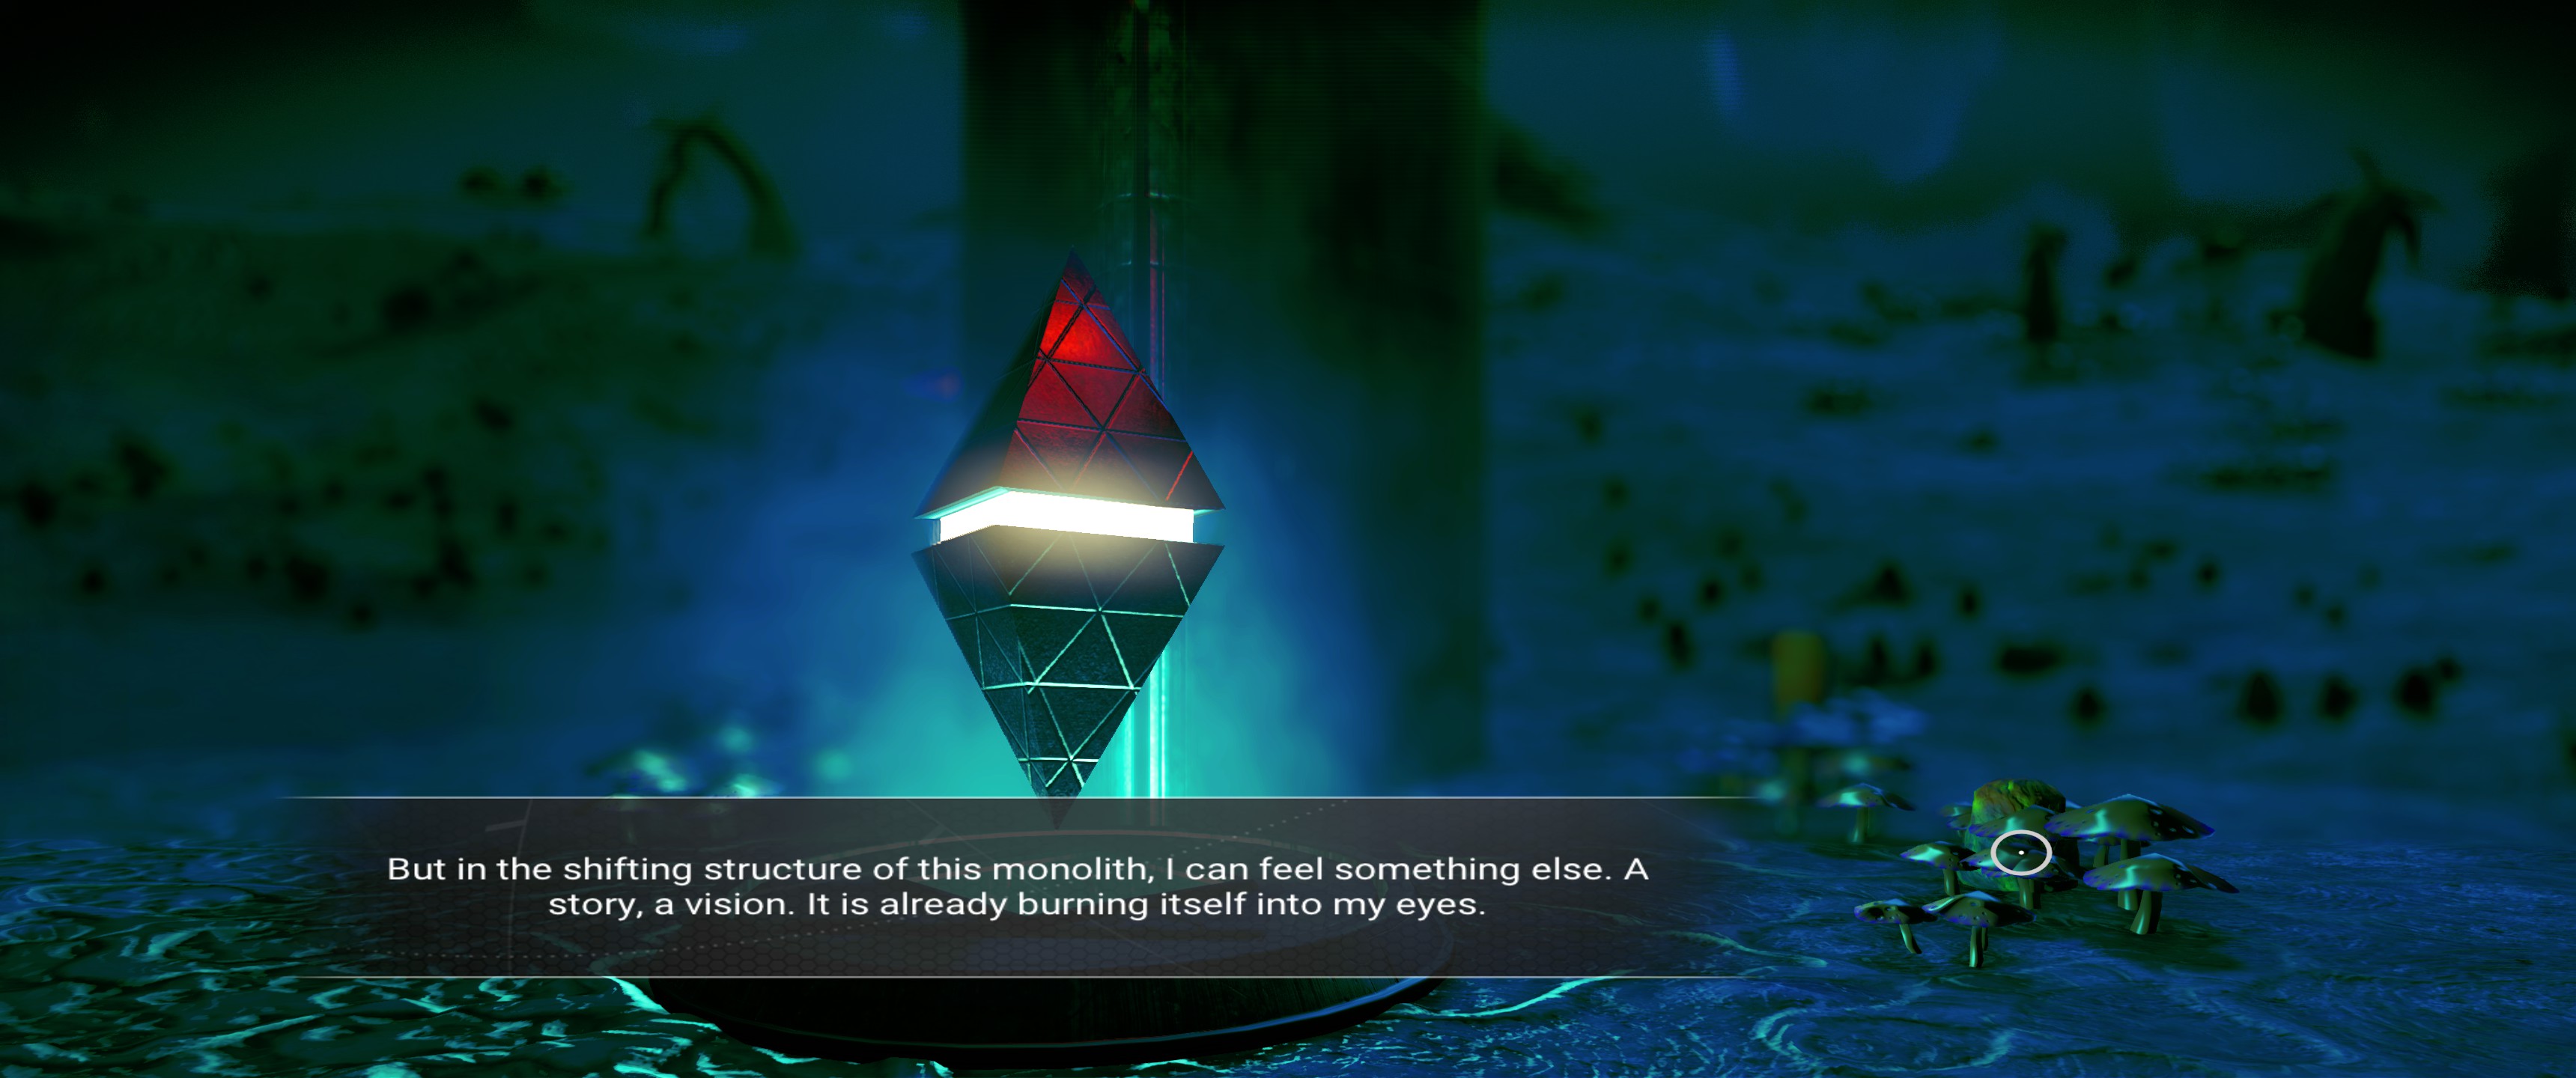 But in the shifting structure of this monolith, I can feel something else. A
story, a vision. It is already burning itself into my eyes.